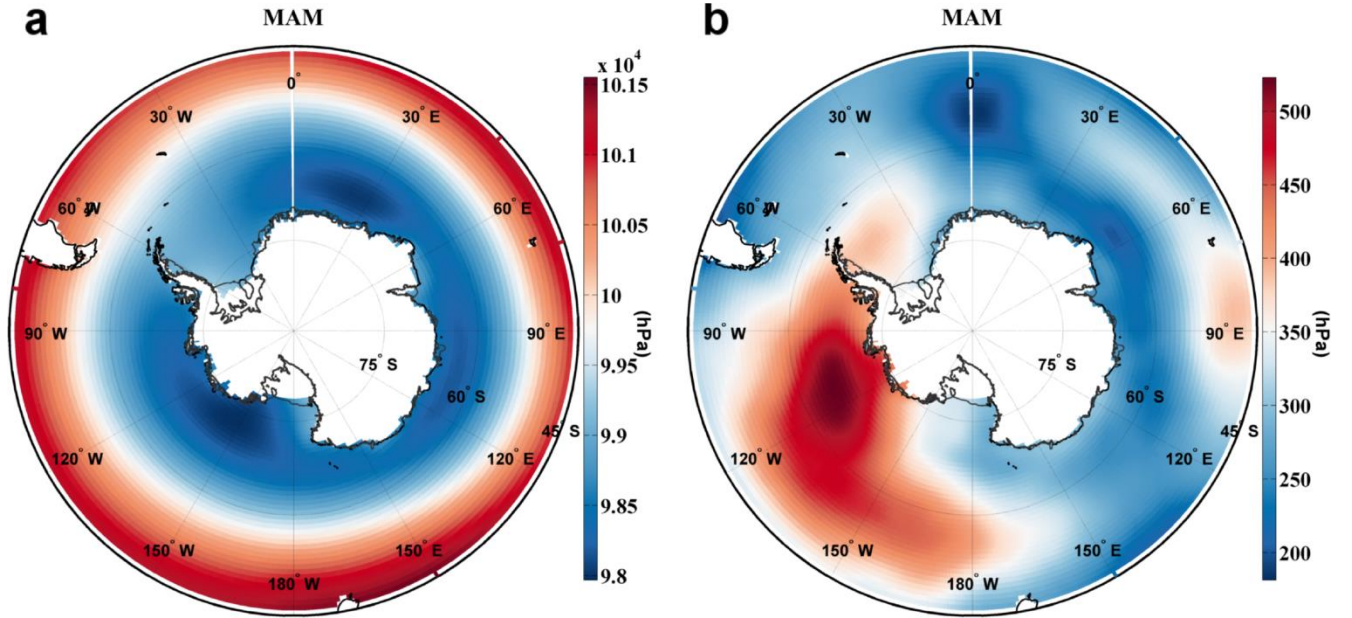 a
MAM
x 10⁴
0°
30° W
30° E
60° W
60° E
90° W
90° E
75° S
60° S
45° S
120° W
120° E
150° W
150° E
180° W
10.15
10.1
10.05
10
9.95
9.9
9.85
9.8
(hPa)
b
MAM
0°
30° W
30° E
60° W
60° E
90° W
90° E
75° S
60° S
45° S
120° W
120° E
150° W
150° E
180° W
500
450
400
350
300
250
200
(hPa)